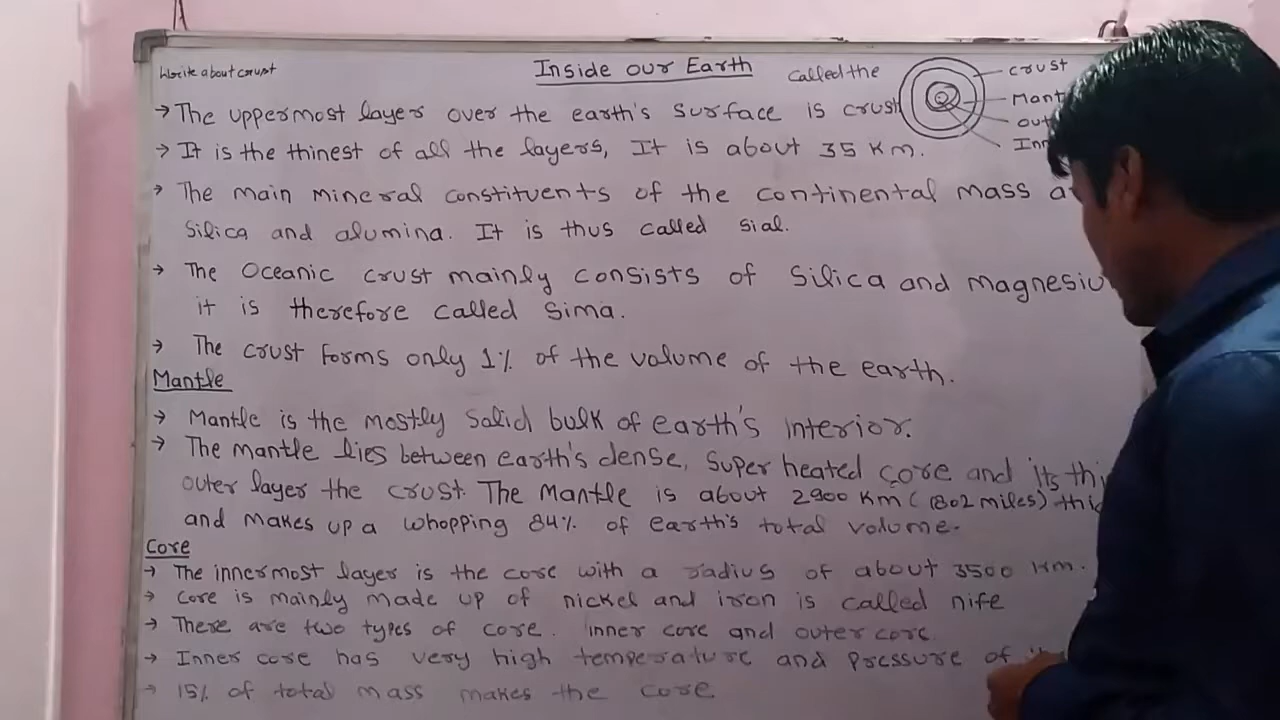 Write about crust
Inside our Earth
called the
crust
Mant
out
Inn
→ The uppermost layer over the earth's surface is crust
→ It is the thinest of all the layers, It is about 35 Km.
→ The main mineral constituents of the continental mass a
Silica and alumina. It is thus called sial.
→ The Oceanic crust mainly consists of Silica and magnesiu
it is therefore called Sima.
→ The crust Forms only 1% of the volume of the earth.
Mantle
→ Mantle is the mostly Solid bulk of earth's interior.
→ The mantle lies between earth's dense, Super heated core and its thi
outer layer the crust. The Mantle is about 2900 Km (1802 miles) thic
and makes up a whopping 84% of earth's total volume.
Core
→ The innermost layer is the core with a radius of about 3500 Km.
→ Core is mainly made up of nickel and iron is called nife
→ There are two types of core. inner core and outer core.
→ Inner core has very high temperature and pressure of
→ 15% of total mass makes the core